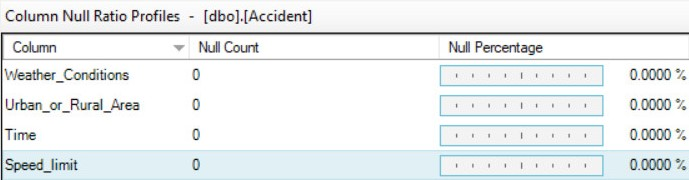 Column Null Ratio Profiles - [dbo].[Accident]
Column Null Count Null Percentage
Weather_Conditions 0 0.0000 %
Urban_or_Rural_Area 0 0.0000 %
Time 0 0.0000 %
Speed_limit 0 0.0000 %